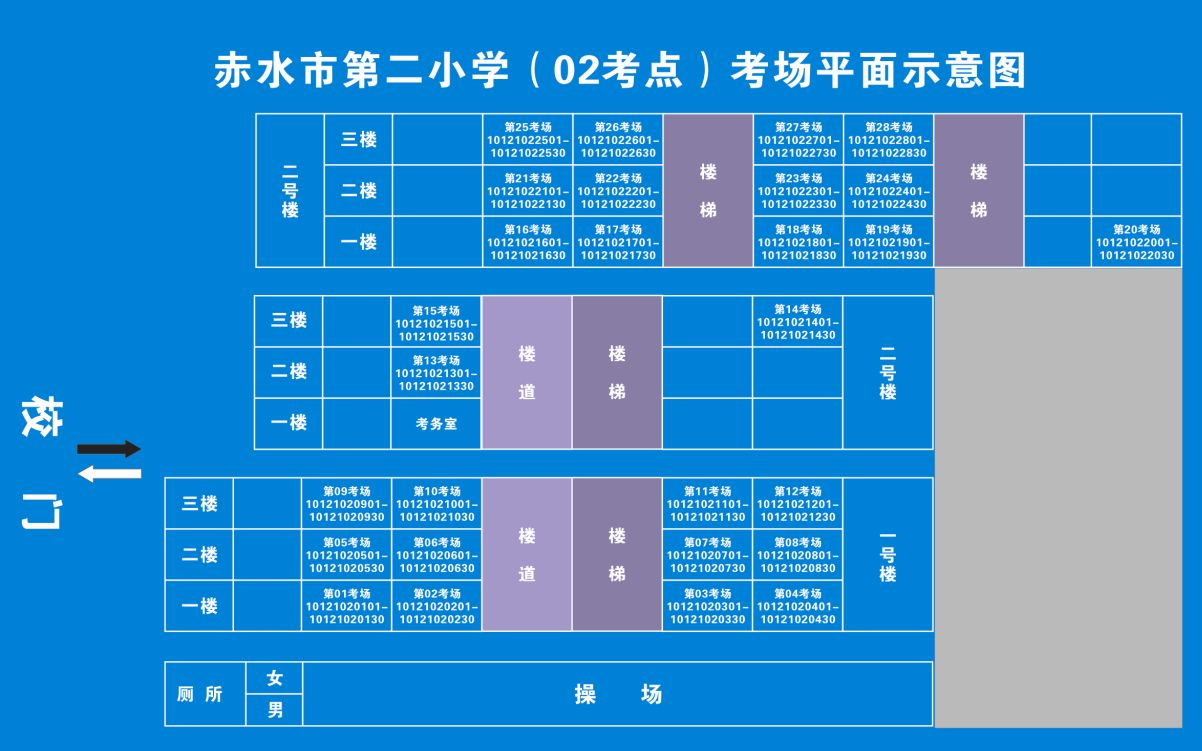 赤水市第二小学（02考点）考场平面示意图
二号楼
三楼
第25考场
10121022501-
10121022530
第26考场
10121022601-
10121022630
第27考场
10121022701-
10121022730
第28考场
10121022801-
10121022830
二楼
第21考场
10121022101-
10121022130
第22考场
10121022201-
10121022230
楼梯
第23考场
10121022301-
10121022330
第24考场
10121022401-
10121022430
楼梯
一楼
第16考场
10121021601-
10121021630
第17考场
10121021701-
10121021730
第18考场
10121021801-
10121021830
第19考场
10121021901-
10121021930
第20考场
10121022001-
10121022030
三楼
第15考场
10121021501-
10121021530
第14考场
10121021401-
10121021430
二楼
第13考场
10121021301-
10121021330
楼道
楼梯
二号楼
一楼
考务室
校门
三楼
第09考场
10121020901-
10121020930
第10考场
10121021001-
10121021030
第11考场
10121021101-
10121021130
第12考场
10121021201-
10121021230
二楼
第05考场
10121020501-
10121020530
第06考场
10121020601-
10121020630
楼道
楼梯
第07考场
10121020701-
10121020730
第08考场
10121020801-
10121020830
一号楼
一楼
第01考场
10121020101-
10121020130
第02考场
10121020201-
10121020230
第03考场
10121020301-
10121020330
第04考场
10121020401-
10121020430
厕所
女
男
操场